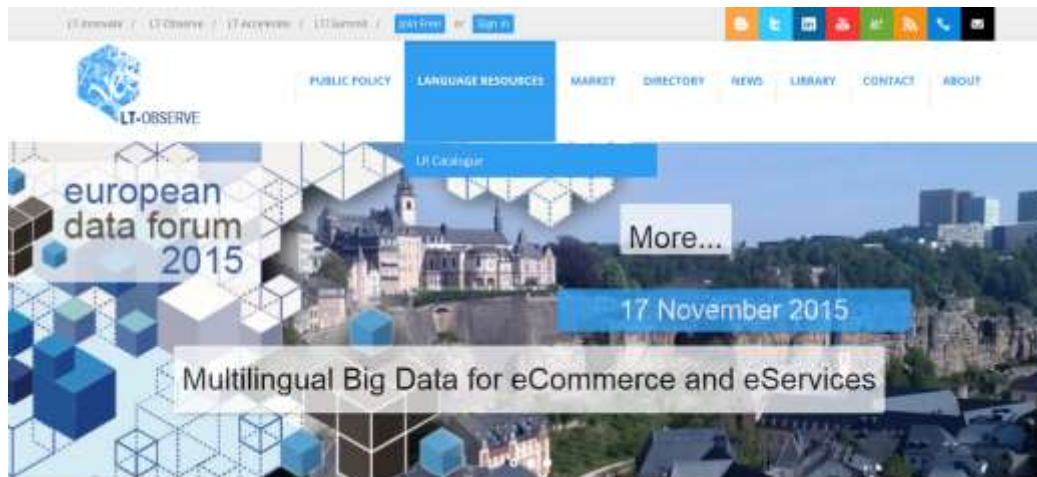 LT-Innovate / LT-Observe / LT-Accelerate / LTI Summit / Join Free or Sign in
LT-OBSERVE
PUBLIC POLICY LANGUAGE RESOURCES MARKET DIRECTORY NEWS LIBRARY CONTACT ABOUT
LR Catalogue
european
data forum
2015
More...
17 November 2015
Multilingual Big Data for eCommerce and eServices